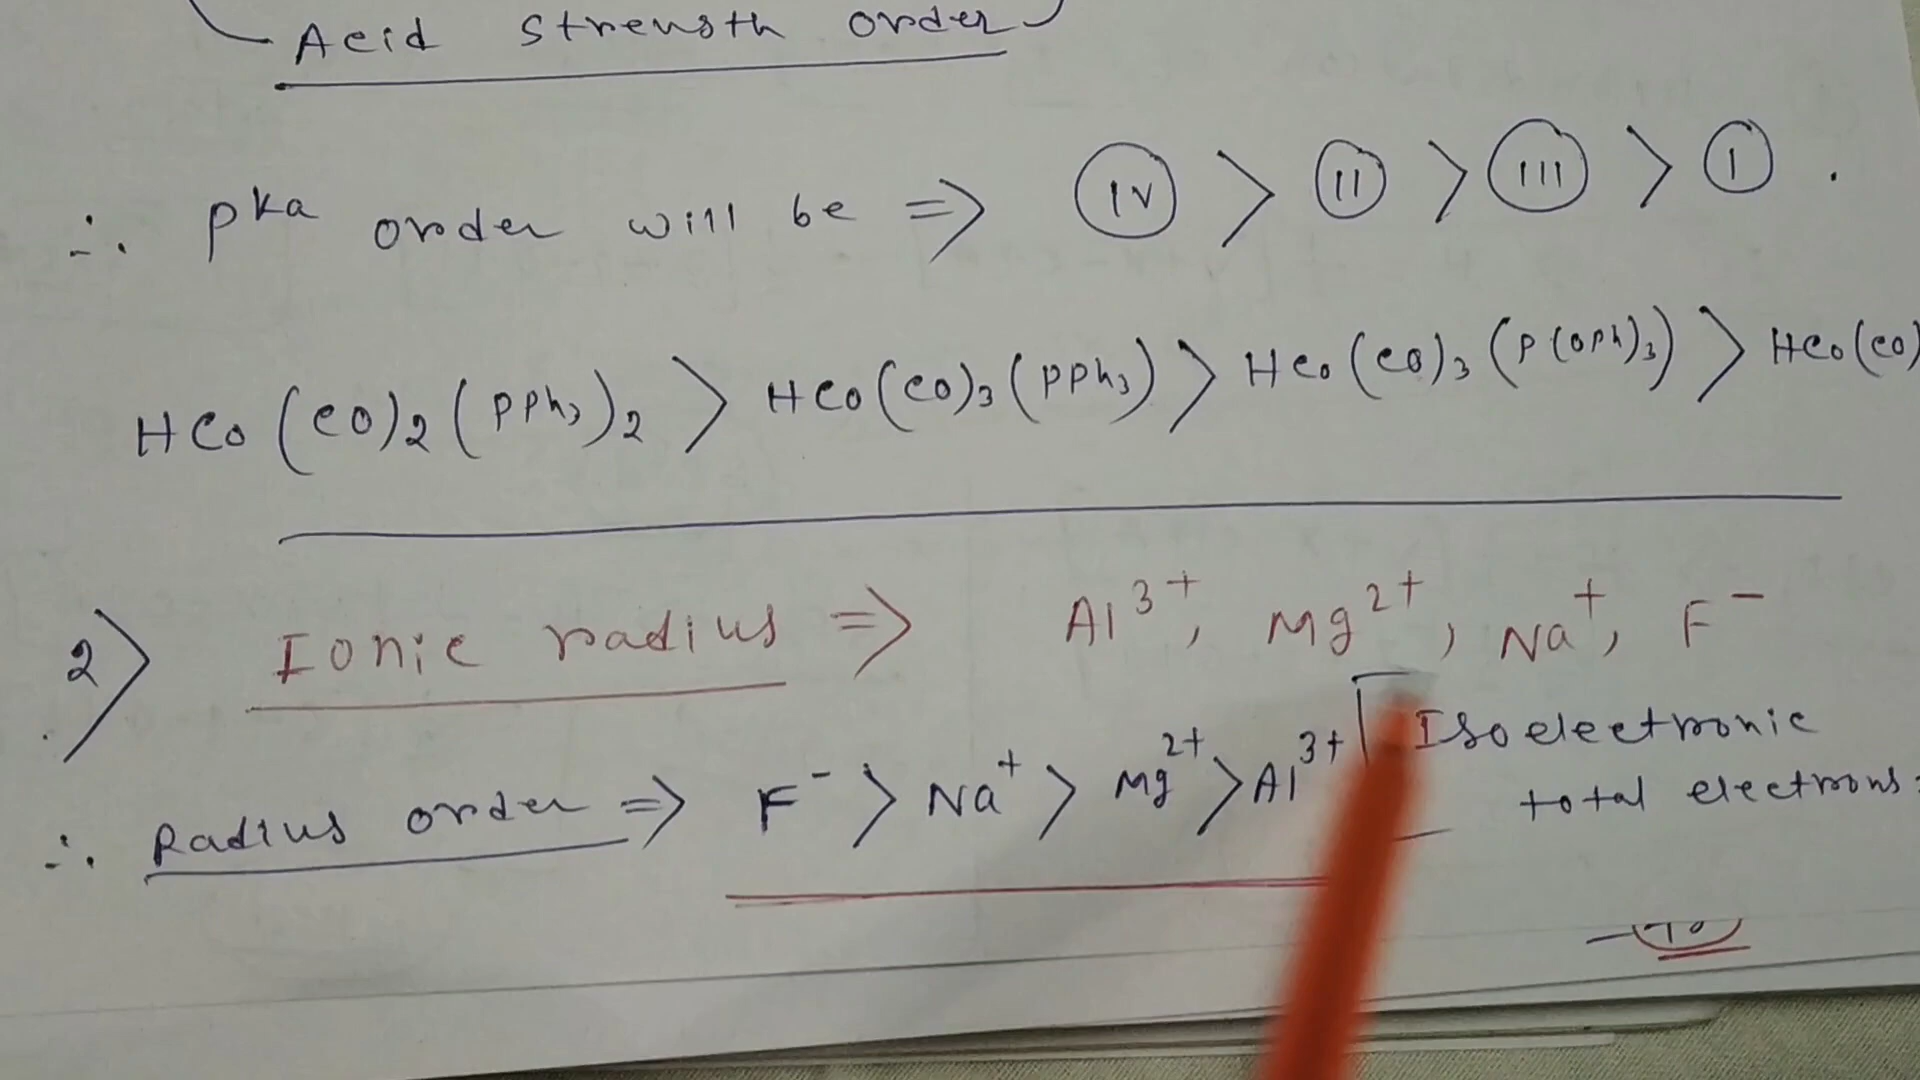 Acid strength order
∴ pka order will be => IV > II > III > I .
HCo(CO)2(PPh3)2 > HCo(CO)3(PPh3) > HCo(CO)3(P(OPh)3) > HCo(CO)
2> Ionic radius => Al3+, Mg2+, Na+, F-
Isoelectronic
∴ Radius order => F- > Na+ > Mg2+ > Al3+
total electrons =